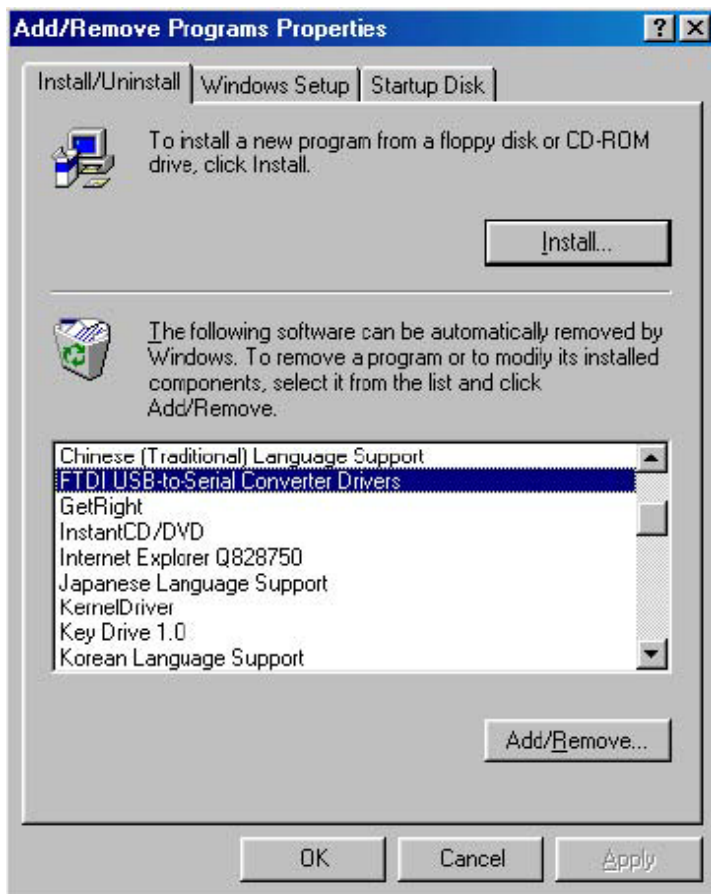 Add/Remove Programs Properties
Install/Uninstall
Windows Setup
Startup Disk
To install a new program from a floppy disk or CD-ROM
drive, click Install.
Install...
The following software can be automatically removed by
Windows. To remove a program or to modify its installed
components, select it from the list and click
Add/Remove.
Chinese (Traditional) Language Support
FTDI USB-to-Serial Converter Drivers
GetRight
InstantCD/DVD
Internet Explorer Q828750
Japanese Language Support
KernelDriver
Key Drive 1.0
Korean Language Support
Add/Remove...
OK
Cancel
Apply